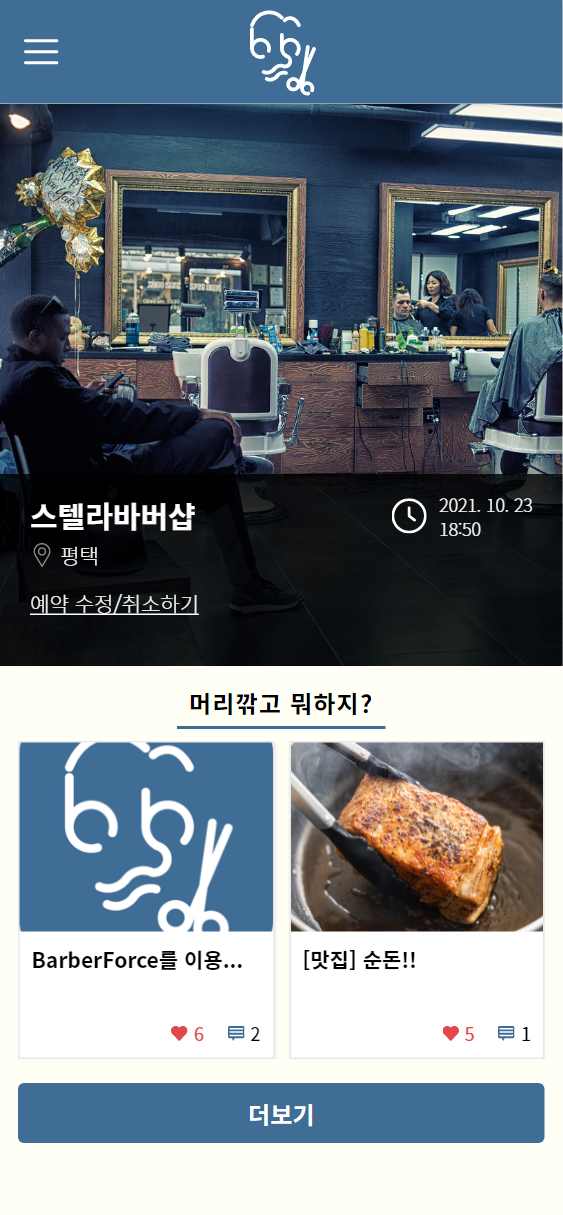 스텔라바버샵
2021. 10. 23
18:50
평택
예약 수정/취소하기
머리깎고 뭐하지?
BarberForce를 이용...
6
2
[맛집] 순돈!!
5
1
더보기